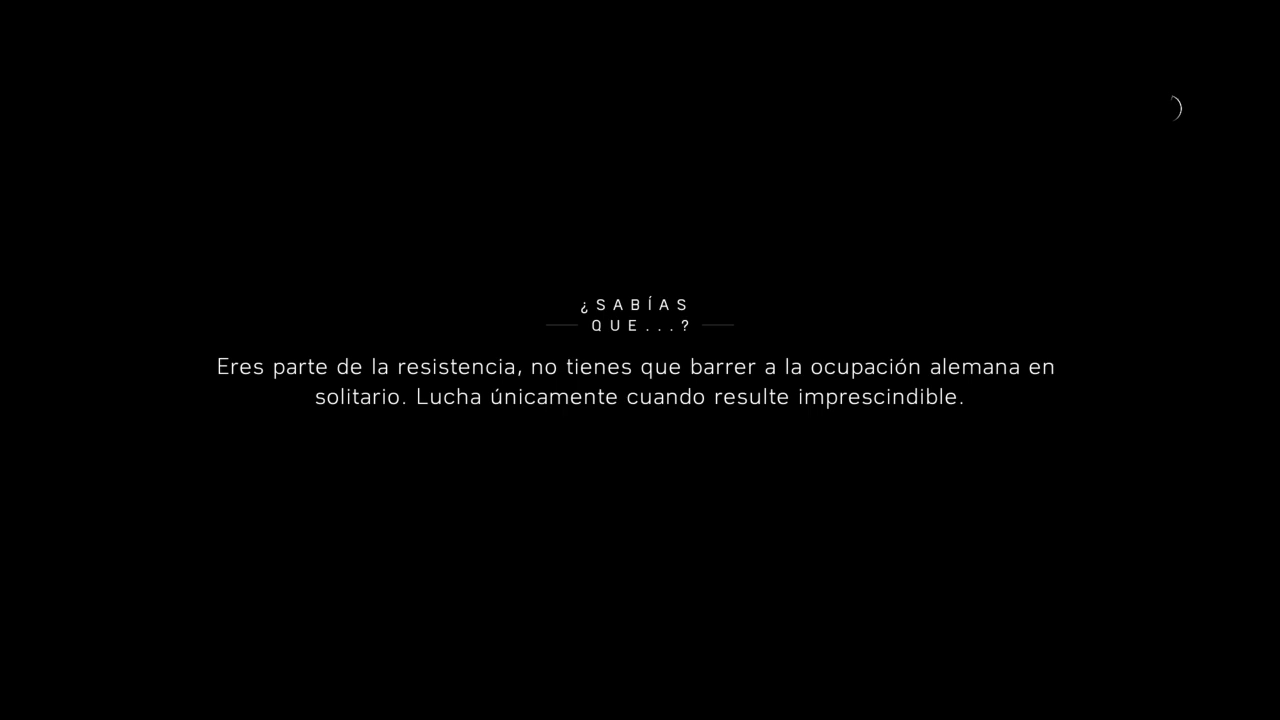 ¿SABÍAS
QUE...?
Eres parte de la resistencia, no tienes que barrer a la ocupación alemana en
solitario. Lucha únicamente cuando resulte imprescindible.